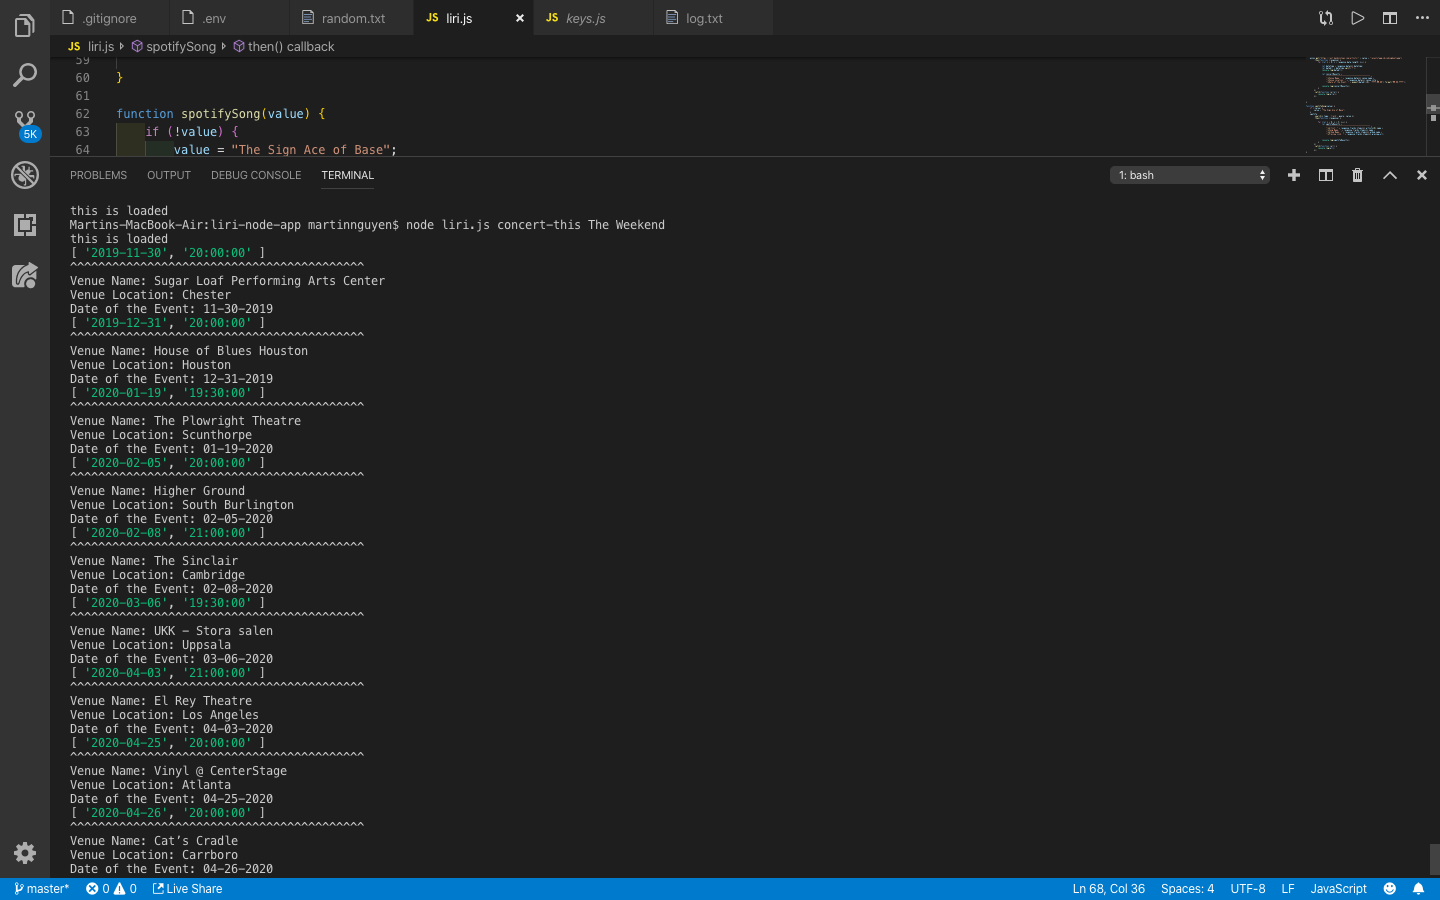 .gitignore
.env
random.txt
JS liri.js
JS keys.js
log.txt
JS liri.js spotifySong then() callback
59
60 }
61
62 function spotifySong(value) {
63 if (!value) {
64 value = "The Sign Ace of Base";
5K
PROBLEMS OUTPUT DEBUG CONSOLE TERMINAL 1: bash
this is loaded
Martins-MacBook-Air:liri-node-app martinnguyen$ node liri.js concert-this The Weekend
this is loaded
[ '2019-11-30', '20:00:00' ]
^^^^^^^^^^^^^^^^^^^^^^^^^^^^^^^^^^^^^^^^^^
Venue Name: Sugar Loaf Performing Arts Center
Venue Location: Chester
Date of the Event: 11-30-2019
[ '2019-12-31', '20:00:00' ]
^^^^^^^^^^^^^^^^^^^^^^^^^^^^^^^^^^^^^^^^^^
Venue Name: House of Blues Houston
Venue Location: Houston
Date of the Event: 12-31-2019
[ '2020-01-19', '19:30:00' ]
^^^^^^^^^^^^^^^^^^^^^^^^^^^^^^^^^^^^^^^^^^
Venue Name: The Plowright Theatre
Venue Location: Scunthorpe
Date of the Event: 01-19-2020
[ '2020-02-05', '20:00:00' ]
^^^^^^^^^^^^^^^^^^^^^^^^^^^^^^^^^^^^^^^^^^
Venue Name: Higher Ground
Venue Location: South Burlington
Date of the Event: 02-05-2020
[ '2020-02-08', '21:00:00' ]
^^^^^^^^^^^^^^^^^^^^^^^^^^^^^^^^^^^^^^^^^^
Venue Name: The Sinclair
Venue Location: Cambridge
Date of the Event: 02-08-2020
[ '2020-03-06', '19:30:00' ]
^^^^^^^^^^^^^^^^^^^^^^^^^^^^^^^^^^^^^^^^^^
Venue Name: UKK - Stora salen
Venue Location: Uppsala
Date of the Event: 03-06-2020
[ '2020-04-03', '21:00:00' ]
^^^^^^^^^^^^^^^^^^^^^^^^^^^^^^^^^^^^^^^^^^
Venue Name: El Rey Theatre
Venue Location: Los Angeles
Date of the Event: 04-03-2020
[ '2020-04-25', '20:00:00' ]
^^^^^^^^^^^^^^^^^^^^^^^^^^^^^^^^^^^^^^^^^^
Venue Name: Vinyl @ CenterStage
Venue Location: Atlanta
Date of the Event: 04-25-2020
[ '2020-04-26', '20:00:00' ]
^^^^^^^^^^^^^^^^^^^^^^^^^^^^^^^^^^^^^^^^^^
Venue Name: Cat’s Cradle
Venue Location: Carrboro
Date of the Event: 04-26-2020
master* 0 0 Live Share Ln 68, Col 36 Spaces: 4 UTF-8 LF JavaScript